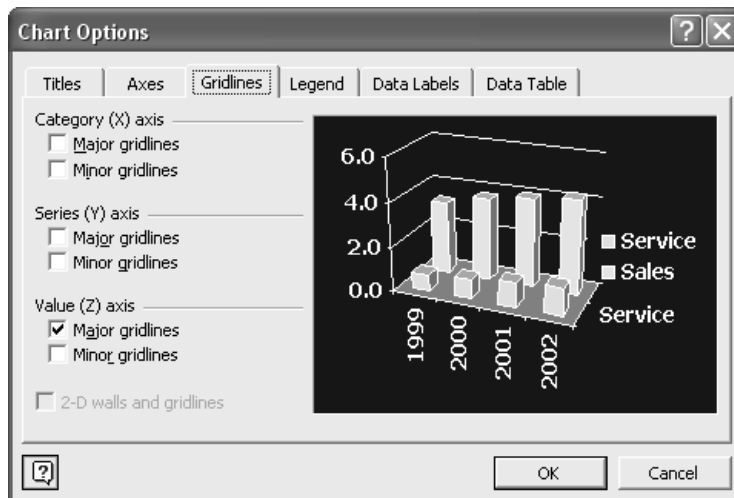 Chart Options
Titles Axes Gridlines Legend Data Labels Data Table
Category (X) axis
Major gridlines
Minor gridlines
Series (Y) axis
Major gridlines
Minor gridlines
Value (Z) axis
Major gridlines
Minor gridlines
2-D walls and gridlines
6.0
4.0
2.0
0.0
1999
2000
2001
2002
Service
Sales
Service
OK Cancel